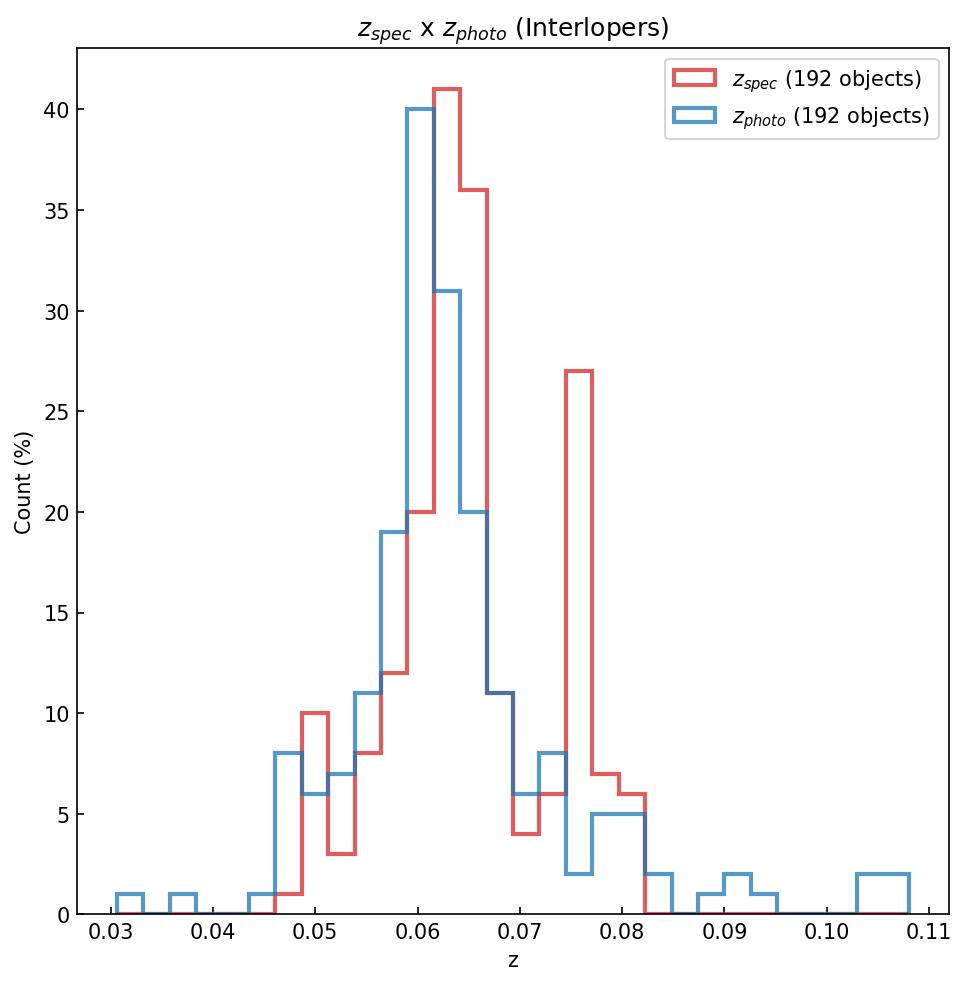 z_spec x z_photo (Interlopers)
z_spec (192 objects)
z_photo (192 objects)
Count (%)
40
35
30
25
20
15
10
5
0
0.03 0.04 0.05 0.06 0.07 0.08 0.09 0.10 0.11
z